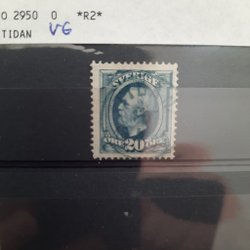 O 2950 O *R2*
TIDAN VG
SVERIGE
ÖRE 20 ÖRE